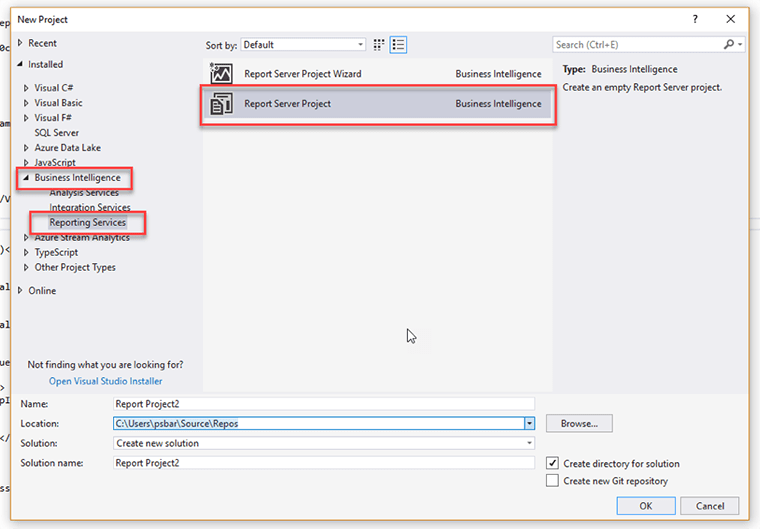 New Project
?
Recent
Installed
Visual C#
Visual Basic
Visual F#
SQL Server
Azure Data Lake
JavaScript
Business Intelligence
Analysis Services
Integration Services
Reporting Services
Azure Stream Analytics
TypeScript
Other Project Types
Online
Not finding what you are looking for?
Open Visual Studio Installer
Sort by: Default
Report Server Project Wizard Business Intelligence
Report Server Project Business Intelligence
Search (Ctrl+E)
Type: Business Intelligence
Create an empty Report Server project.
Name: Report Project2
Location: C:\Users\psbar\Source\Repos
Browse...
Solution: Create new solution
Solution name: Report Project2
Create directory for solution
Create new Git repository
OK Cancel